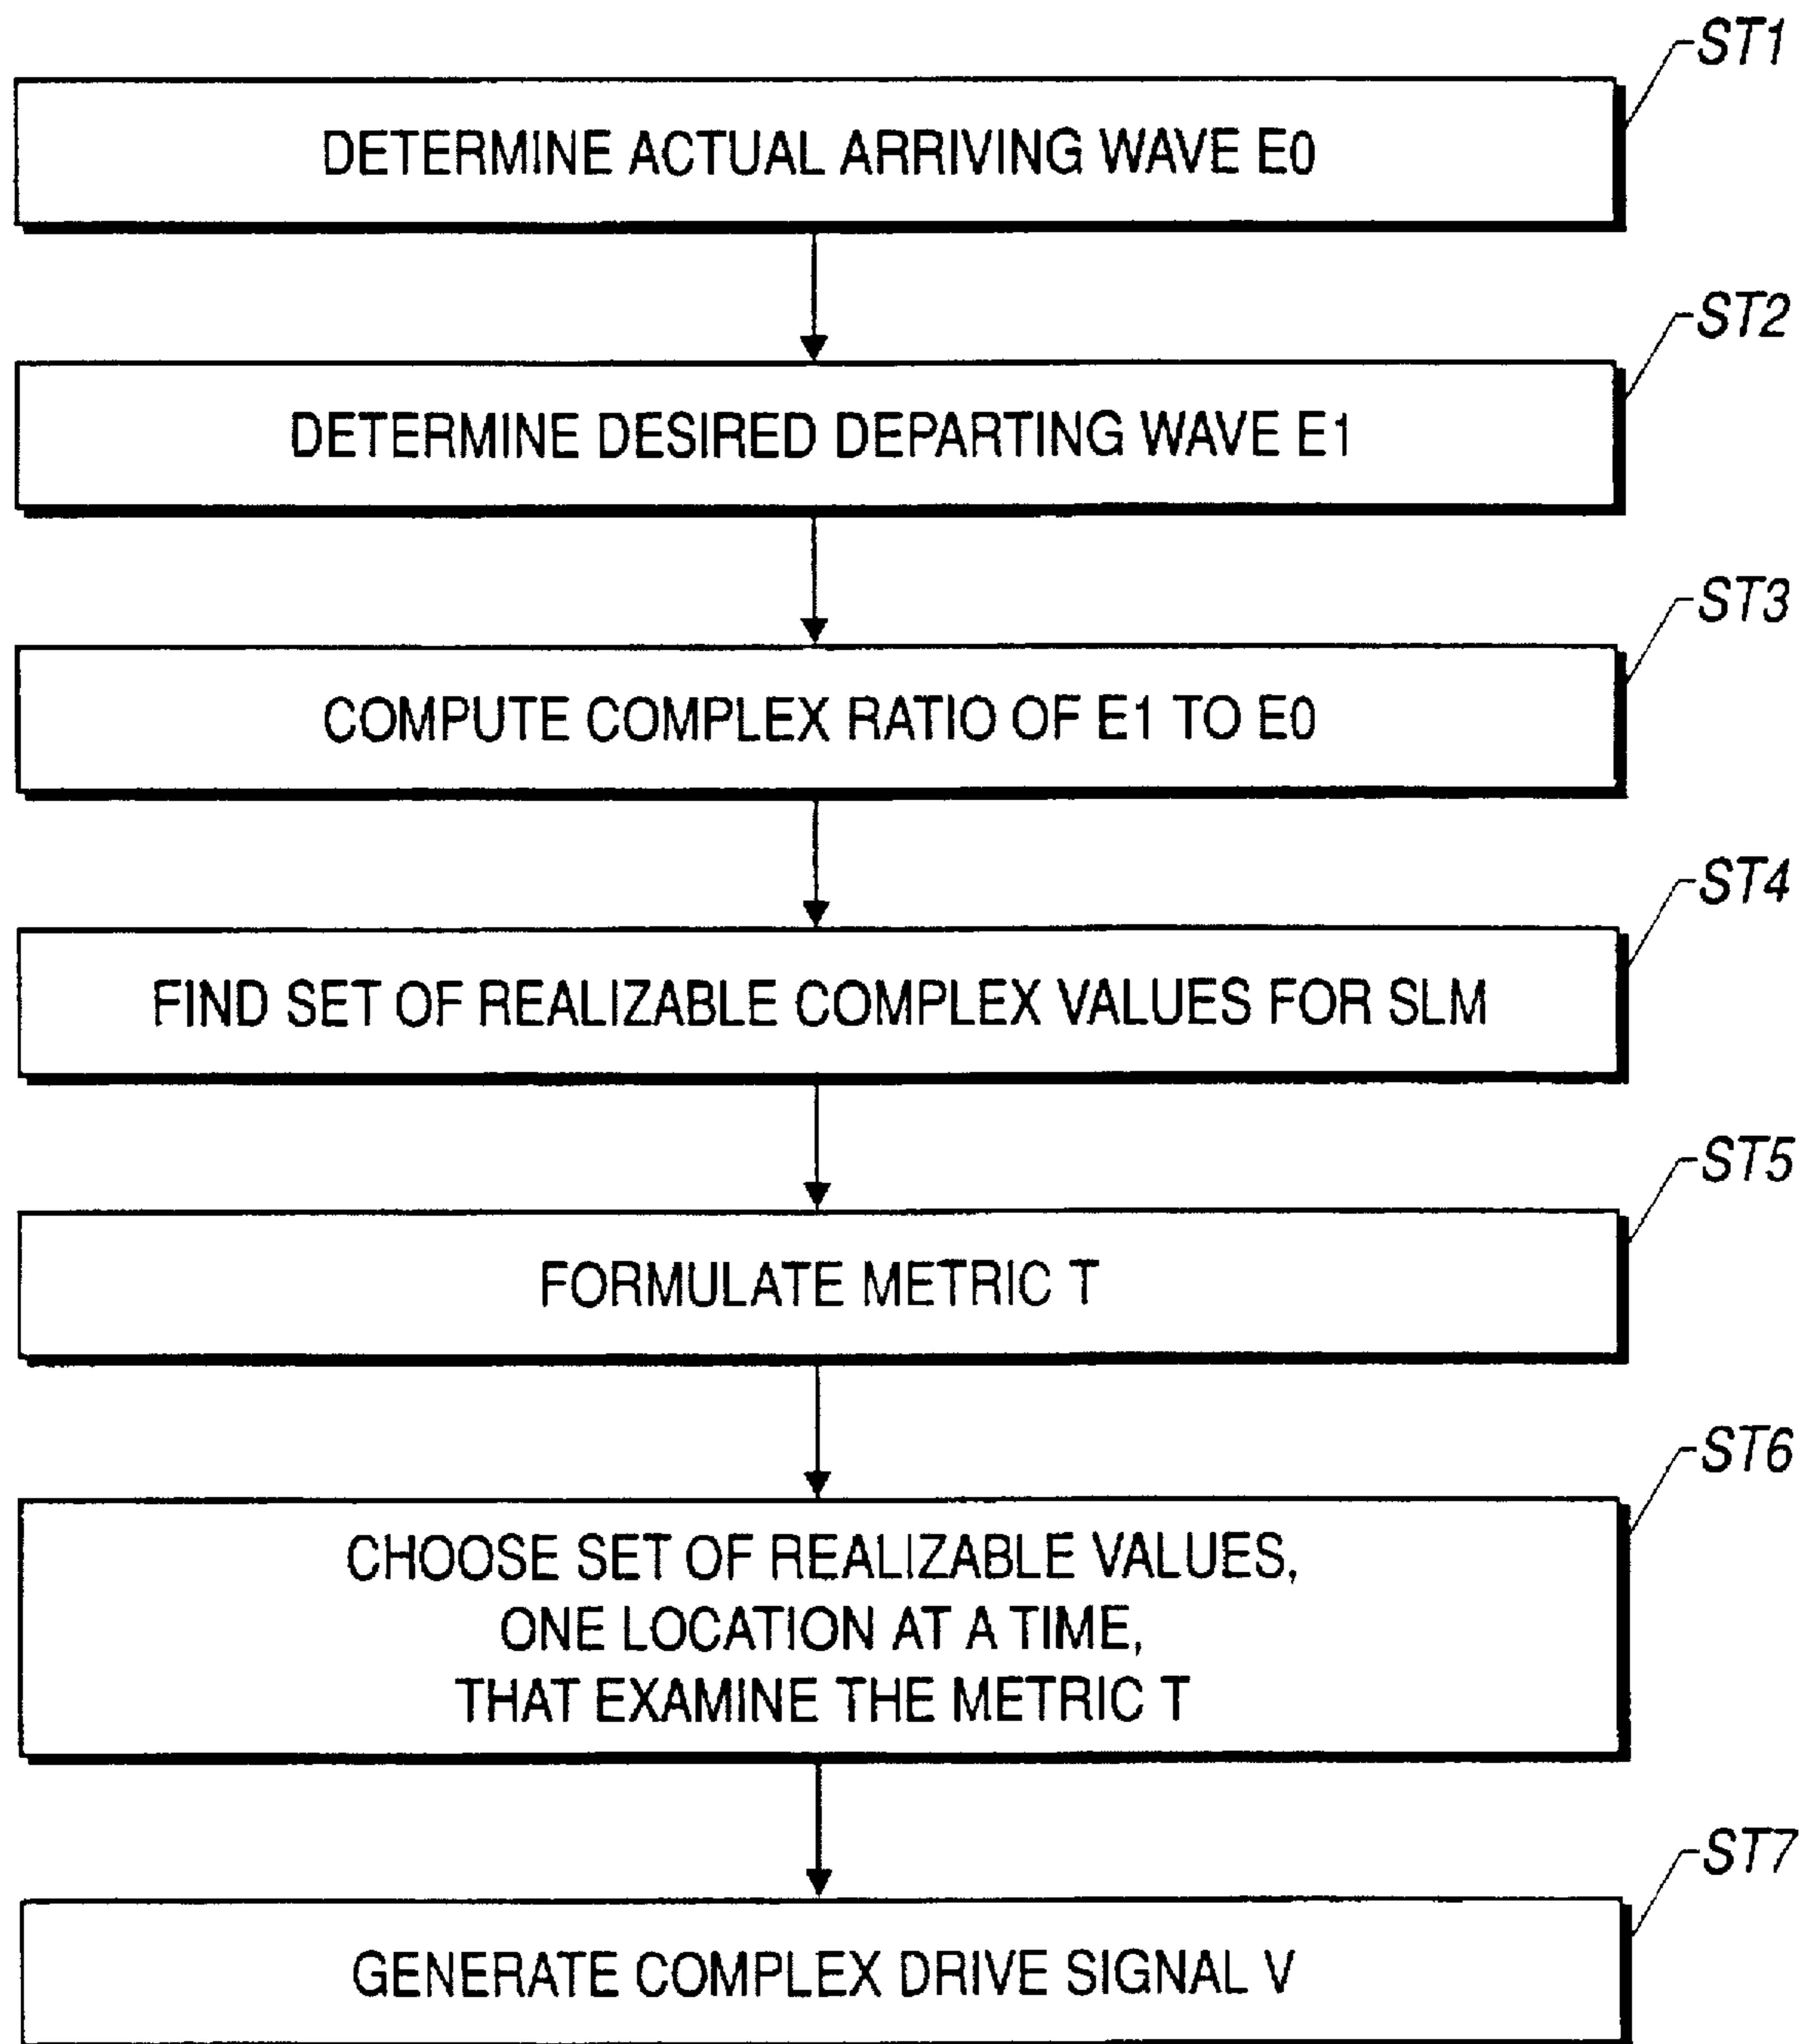 ST1
DETERMINE ACTUAL ARRIVING WAVE E0
ST2
DETERMINE DESIRED DEPARTING WAVE E1
ST3
COMPUTE COMPLEX RATIO OF E1 TO E0
ST4
FIND SET OF REALIZABLE COMPLEX VALUES FOR SLM
ST5
FORMULATE METRIC T
ST6
CHOOSE SET OF REALIZABLE VALUES,
ONE LOCATION AT A TIME,
THAT EXAMINE THE METRIC T
ST7
GENERATE COMPLEX DRIVE SIGNAL V